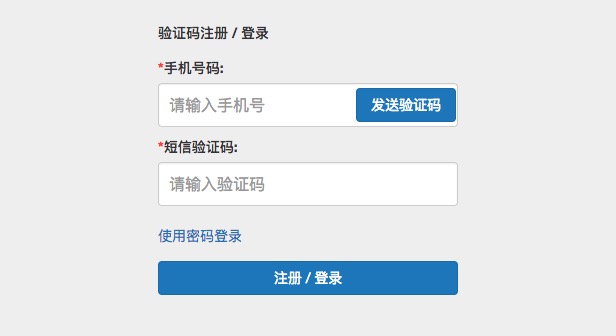 验证码注册 / 登录
*手机号码:
请输入手机号 发送验证码
*短信验证码:
请输入验证码
使用密码登录
注册 / 登录